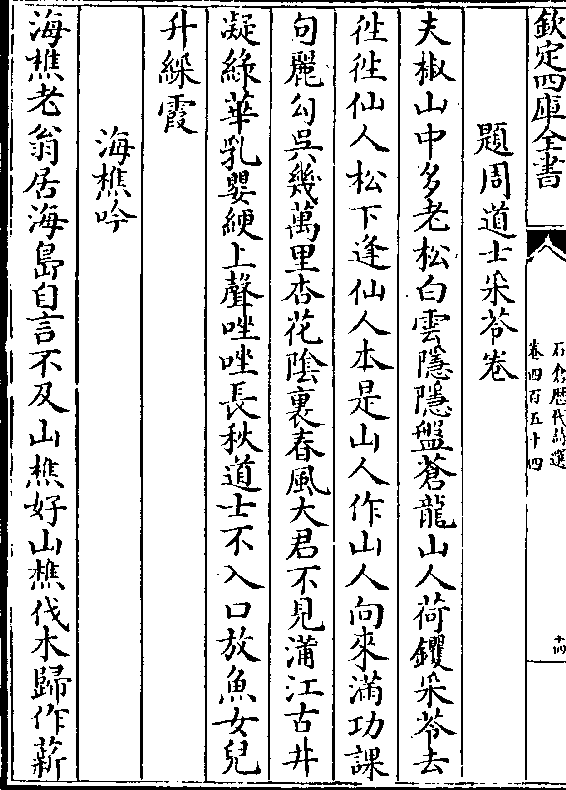 欽定四庫全書
石倉歷代詩選
卷四百五十四
十四
題周道士采苓卷
夫椒山中多老松白雲隱隱盤蒼龍山人荷钁采苓去
徃徃仙人松下逢仙人本是山人作山人向來滿功課
句麗勾吳幾萬里杏花陰裏春風大君不見蒲江古井
凝綠華乳嬰綆上聲唑唑長秋道士不入口放魚女兒
升綵霞
海樵吟
海樵老翁居海島自言不及山樵好山樵伐木歸作薪